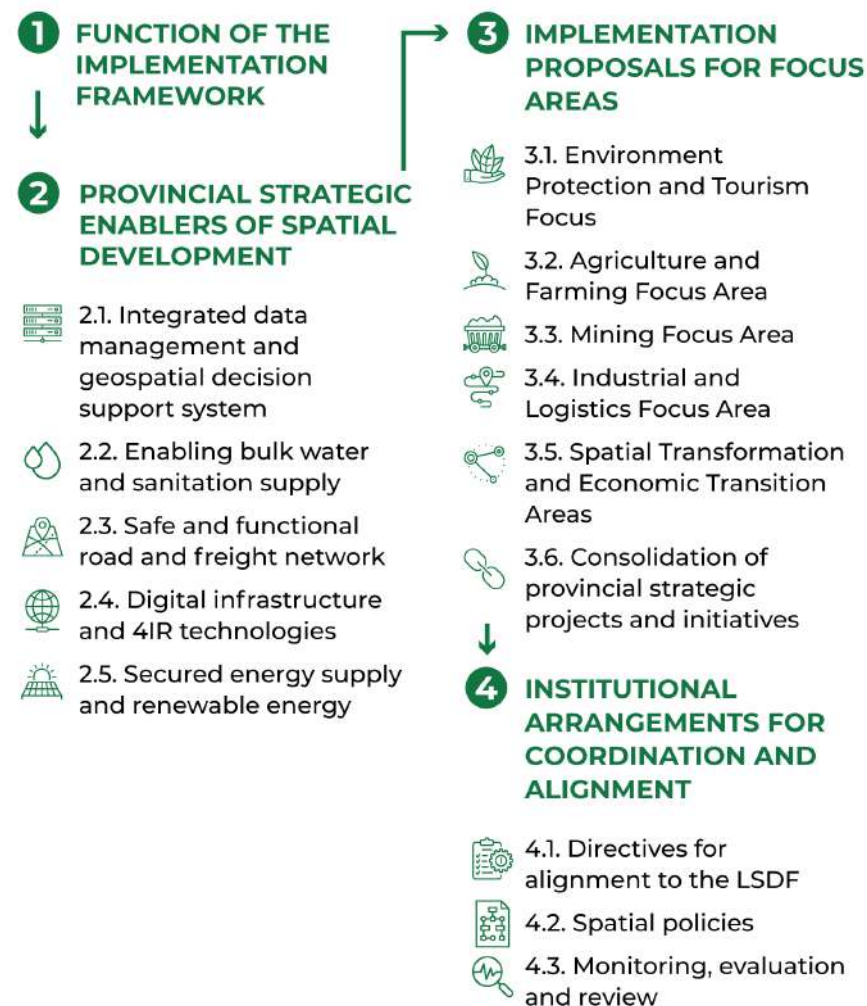 1 FUNCTION OF THE
IMPLEMENTATION
FRAMEWORK
2 PROVINCIAL STRATEGIC
ENABLERS OF SPATIAL
DEVELOPMENT
2.1. Integrated data
management and
geospatial decision
support system
2.2. Enabling bulk water
and sanitation supply
2.3. Safe and functional
road and freight network
2.4. Digital infrastructure
and 4IR technologies
2.5. Secured energy supply
and renewable energy
3 IMPLEMENTATION
PROPOSALS FOR FOCUS
AREAS
3.1. Environment
Protection and Tourism
Focus
3.2. Agriculture and
Farming Focus Area
3.3. Mining Focus Area
3.4. Industrial and
Logistics Focus Area
3.5. Spatial Transformation
and Economic Transition
Areas
3.6. Consolidation of
provincial strategic
projects and initiatives
4 INSTITUTIONAL
ARRANGEMENTS FOR
COORDINATION AND
ALIGNMENT
4.1. Directives for
alignment to the LSDF
4.2. Spatial policies
4.3. Monitoring, evaluation
and review